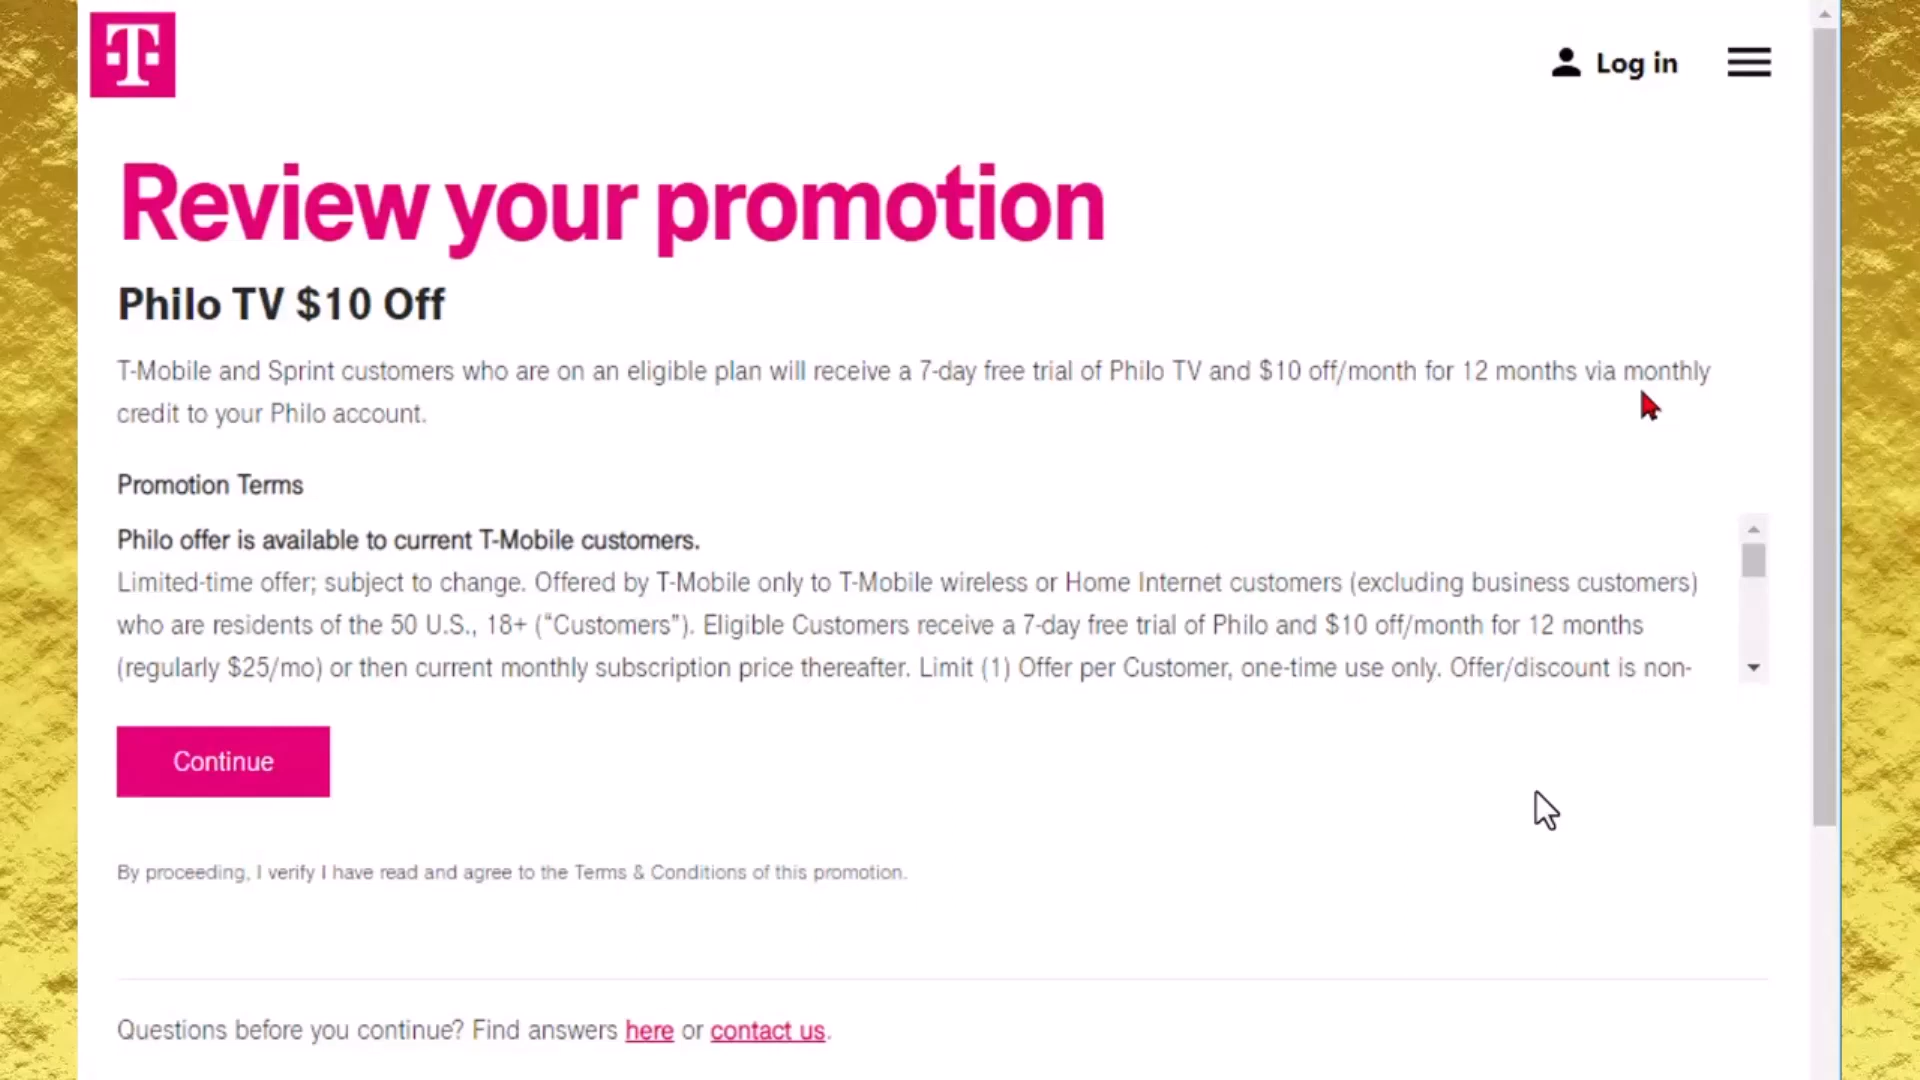 T
Log in
Review your promotion
Philo TV $10 Off
T-Mobile and Sprint customers who are on an eligible plan will receive a 7-day free trial of Philo TV and $10 off/month for 12 months via monthly
credit to your Philo account.
Promotion Terms
Philo offer is available to current T-Mobile customers.
Limited-time offer; subject to change. Offered by T-Mobile only to T-Mobile wireless or Home Internet customers (excluding business customers)
who are residents of the 50 U.S., 18+ (“Customers”). Eligible Customers receive a 7-day free trial of Philo and $10 off/month for 12 months
(regularly $25/mo) or then current monthly subscription price thereafter. Limit (1) Offer per Customer, one-time use only. Offer/discount is non-
Continue
By proceeding, I verify I have read and agree to the Terms & Conditions of this promotion.
Questions before you continue? Find answers here or contact us.